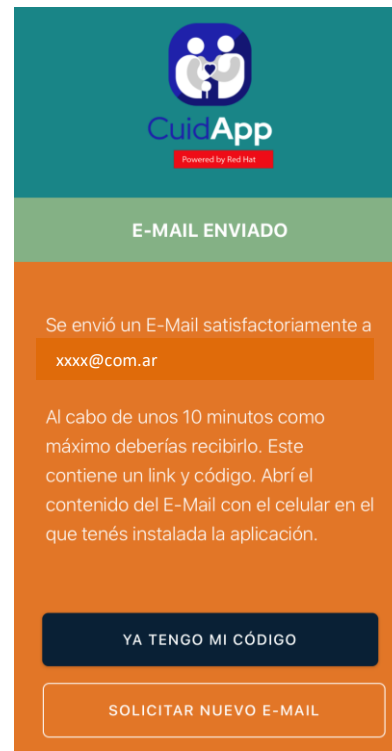 CuidApp
Powered by Red Hat
E-MAIL ENVIADO
Se envió un E-Mail satisfactoriamente a
xxxx@com.ar
Al cabo de unos 10 minutos como
máximo deberías recibirlo. Este
contiene un link y código. Abrí el
contenido del E-Mail con el celular en el
que tenés instalada la aplicación.
YA TENGO MI CÓDIGO
SOLICITAR NUEVO E-MAIL